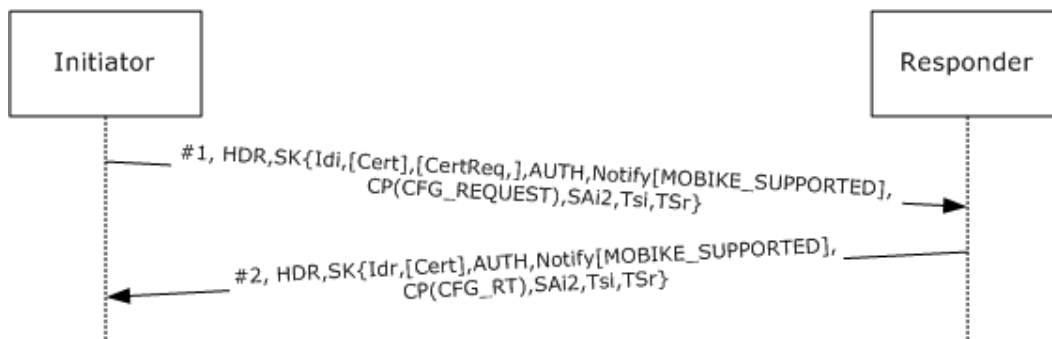 Initiator
Responder
#1, HDR,SK{Idi,[Cert],[CertReq,],AUTH,Notify[MOBIKE_SUPPORTED],
CP(CFG_REQUEST),SAi2,Tsi,TSr}
#2, HDR,SK{Idr,[Cert],AUTH,Notify[MOBIKE_SUPPORTED],
CP(CFG_RT),SAi2,Tsi,TSr}